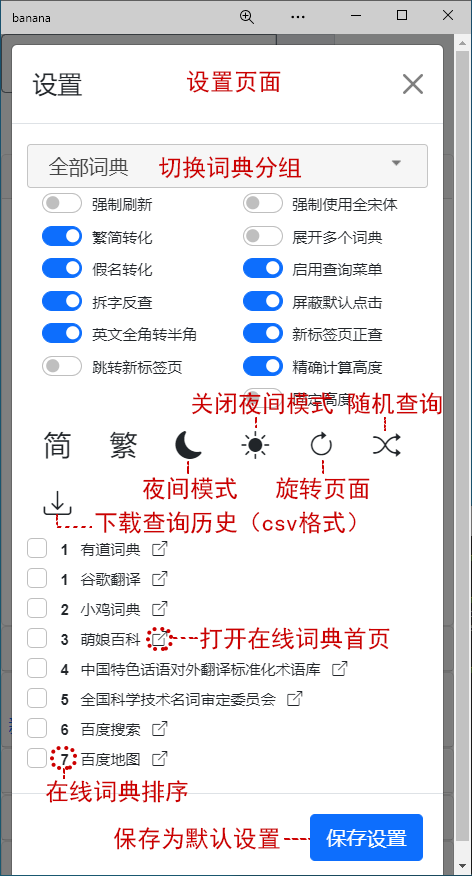 banana
设置 设置页面
全部词典 切换词典分组
强制刷新 强制使用全宋体
繁简转化 展开多个词典
假名转化 启用查询菜单
拆字反查 屏蔽默认点击
英文全角转半角 新标签页正查
跳转新标签页 精确计算高度
固定高度
关闭夜间模式 随机查询
简 繁
夜间模式 旋转页面
下载查询历史（csv格式）
1 有道词典
1 谷歌翻译
2 小鸡词典
3 萌娘百科 打开在线词典首页
4 中国特色话语对外翻译标准化术语库
5 全国科学技术名词审定委员会
6 百度搜索
7 百度地图
在线词典排序
保存为默认设置 保存设置